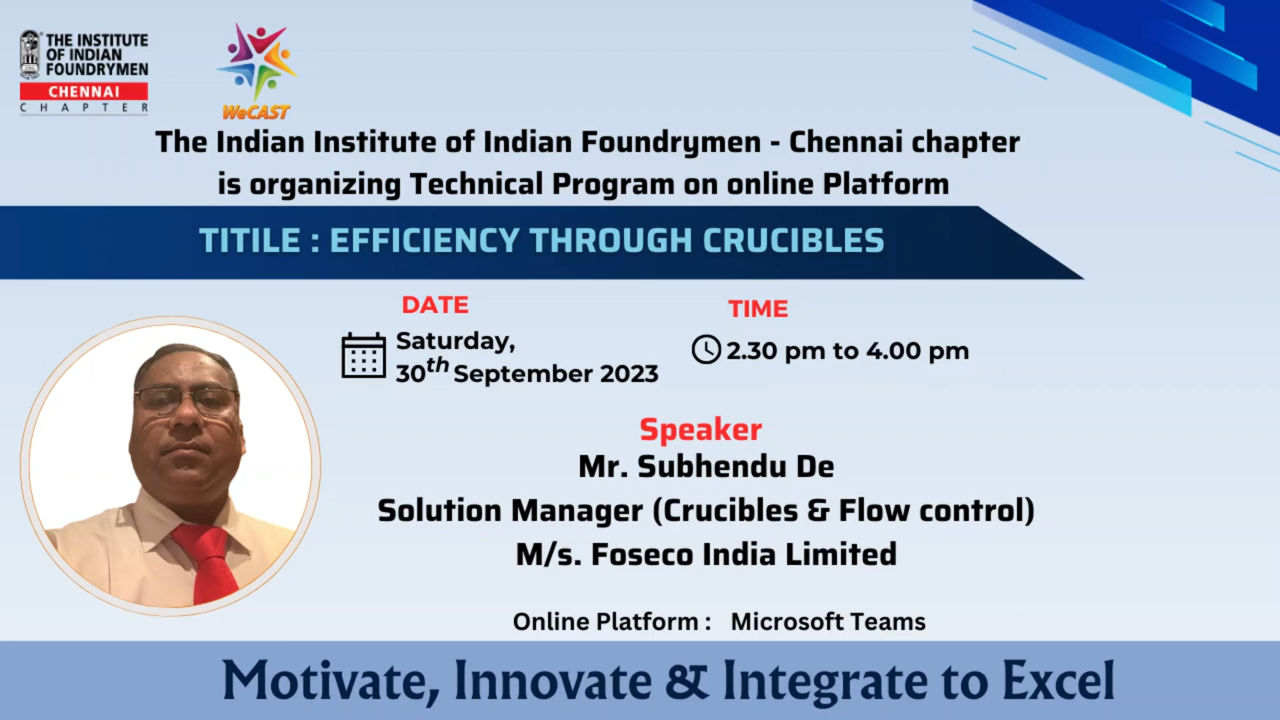 THE INSTITUTE
OF INDIAN
FOUNDRYMEN
CHENNAI
CHAPTER
WeCAST
The Indian Institute of Indian Foundrymen - Chennai chapter
is organizing Technical Program on online Platform
TITILE : EFFICIENCY THROUGH CRUCIBLES
DATE
Saturday,
30th September 2023
TIME
2.30 pm to 4.00 pm
Speaker
Mr. Subhendu De
Solution Manager (Crucibles & Flow control)
M/s. Foseco India Limited
Online Platform : Microsoft Teams
Motivate, Innovate & Integrate to Excel